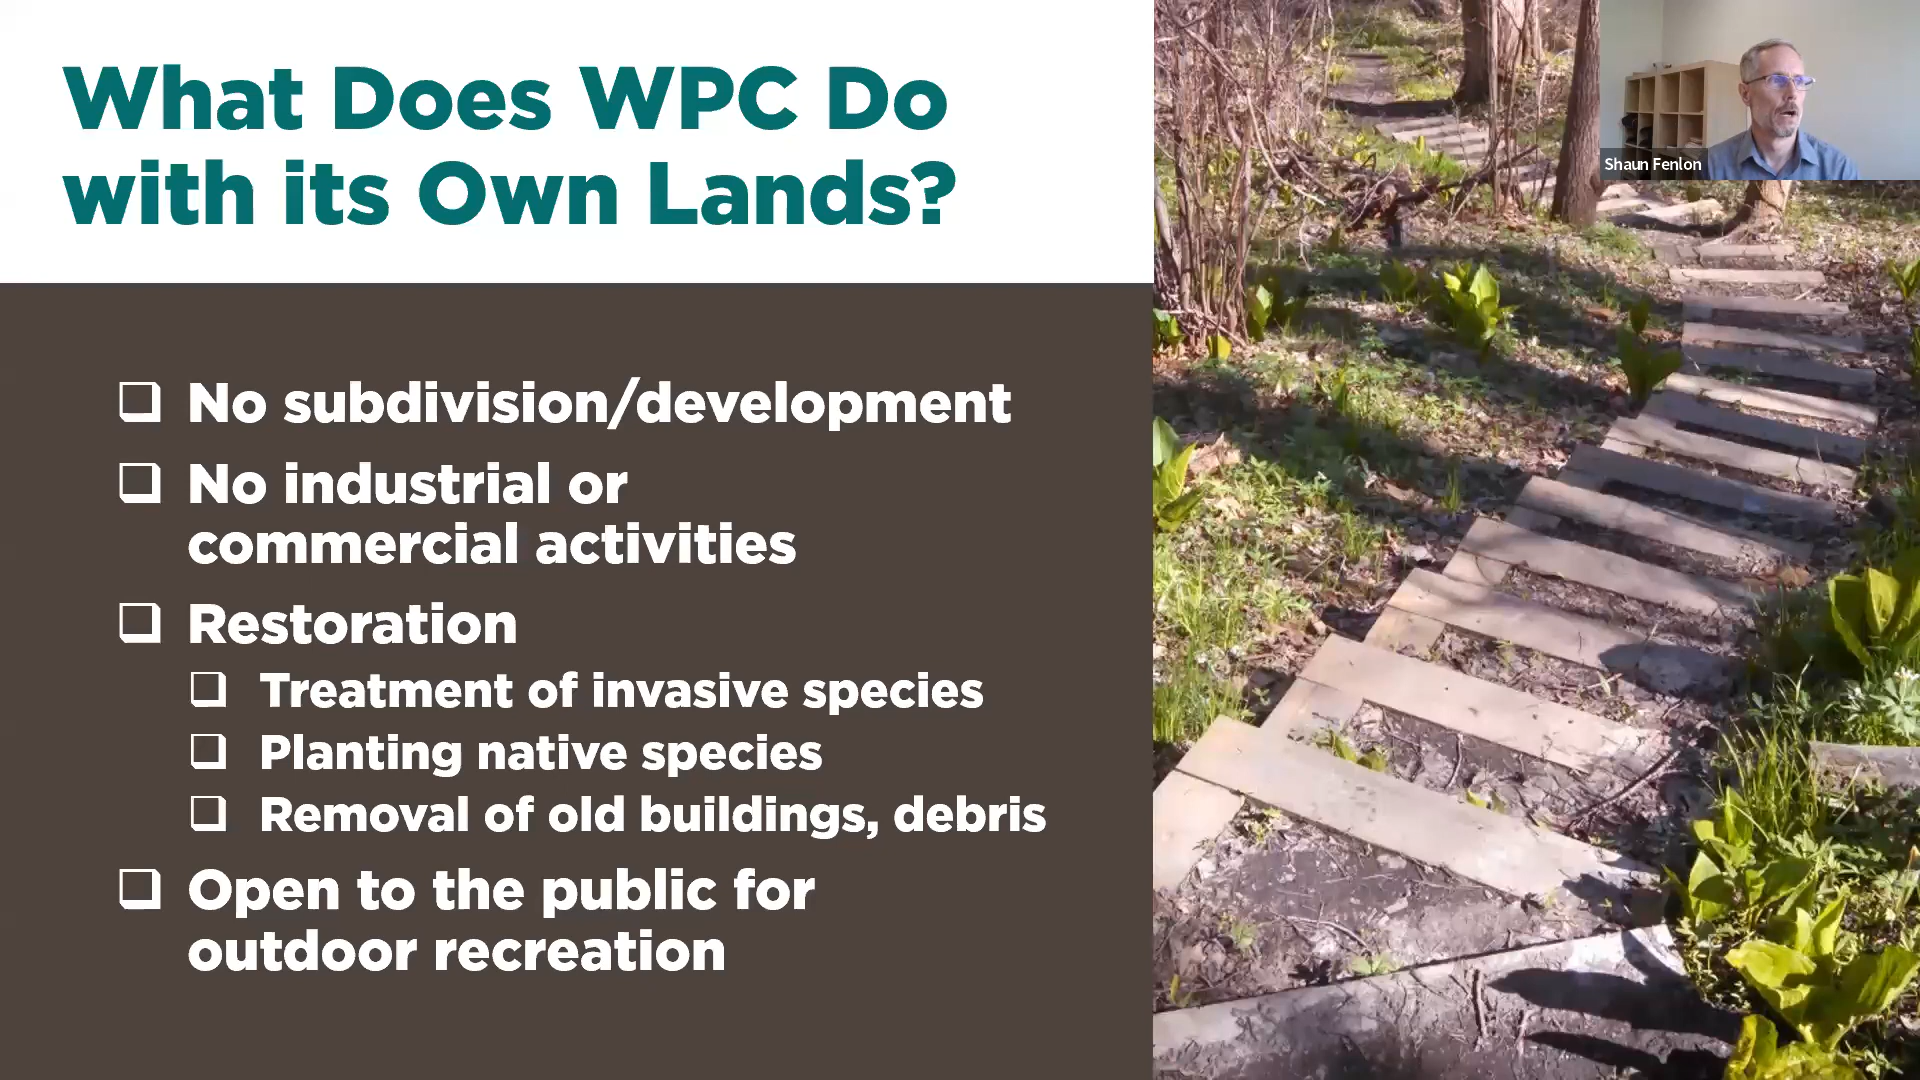 What Does WPC Do
with its Own Lands?
Shaun Fenlon
❑ No subdivision/development
❑ No industrial or
commercial activities
❑ Restoration
❑ Treatment of invasive species
❑ Planting native species
❑ Removal of old buildings, debris
❑ Open to the public for
outdoor recreation